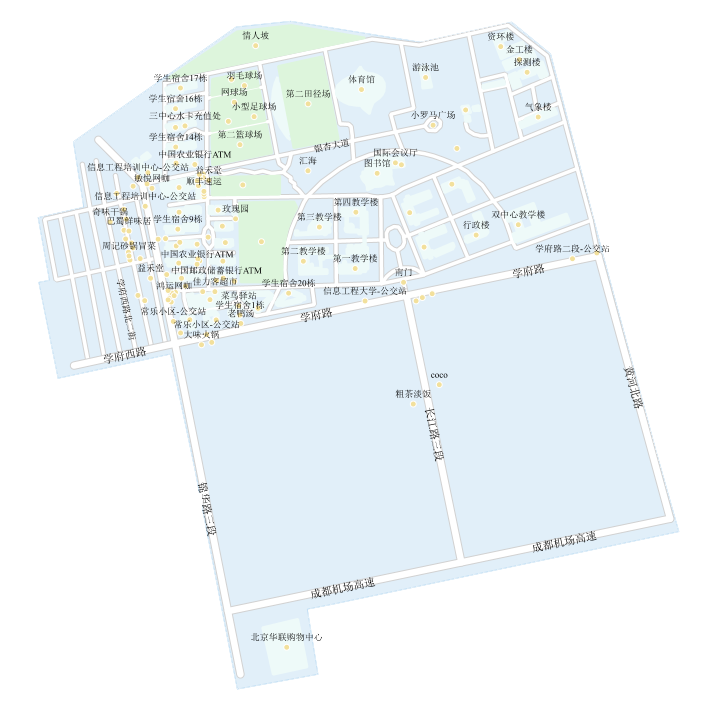 情人坡
资环楼
金工楼
探测楼
游泳池
学生宿舍17栋
羽毛球场
体育馆
网球场
第二田径场
学生宿舍16栋
小型足球场
气象楼
三中心水卡充值处
小罗马广场
学生宿舍14栋
第二篮球场
银杏大道
中国农业银行ATM
汇海
国际会议厅
图书馆
信息工程培训中心-公交站
益禾堂
敏悦网咖
顺丰速运
信息工程培训中心-公交站
第四教学楼
奇味干锅
玫瑰园
第三教学楼
双中心教学楼
巴蜀鲜味居
学生宿舍9栋
行政楼
周记砂锅冒菜
中国农业银行ATM
第二教学楼
第一教学楼
学府路二段-公交站
益禾堂
中国邮政储蓄银行ATM
南门
学府路
鸿运网咖
佳力客超市
学生宿舍20栋
信息工程大学-公交站
菜鸟驿站
学生宿舍1栋
学府西路北一街
常乐小区-公交站
老鸭汤
学府路
常乐小区-公交站
大味火锅
学府西路
coco
粗茶淡饭
黄河北路
长江路三段
锦华路三段
成都机场高速
成都机场高速
北京华联购物中心